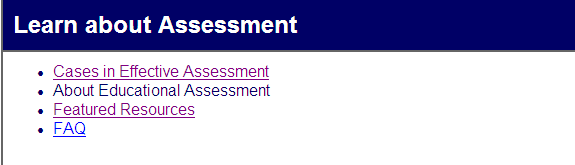 Learn about Assessment
Cases in Effective Assessment
About Educational Assessment
Featured Resources
FAQ